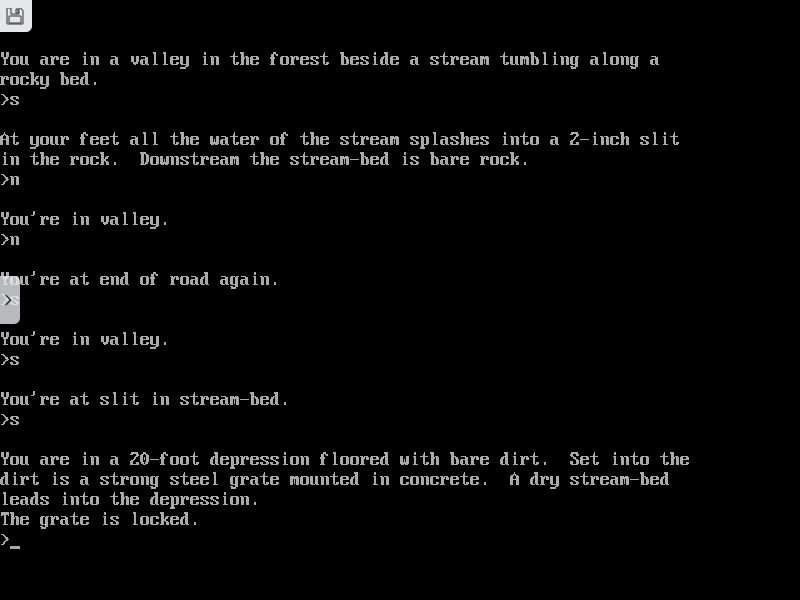 You are in a valley in the forest beside a stream tumbling along a
rocky bed.
>s
At your feet all the water of the stream splashes into a 2-inch slit
in the rock.  Downstream the stream-bed is bare rock.
>n
You're in valley.
>n
You're at end of road again.
>s
You're in valley.
>s
You're at slit in stream-bed.
>s
You are in a 20-foot depression floored with bare dirt.  Set into the
dirt is a strong steel grate mounted in concrete.  A dry stream-bed
leads into the depression.
The grate is locked.
>_